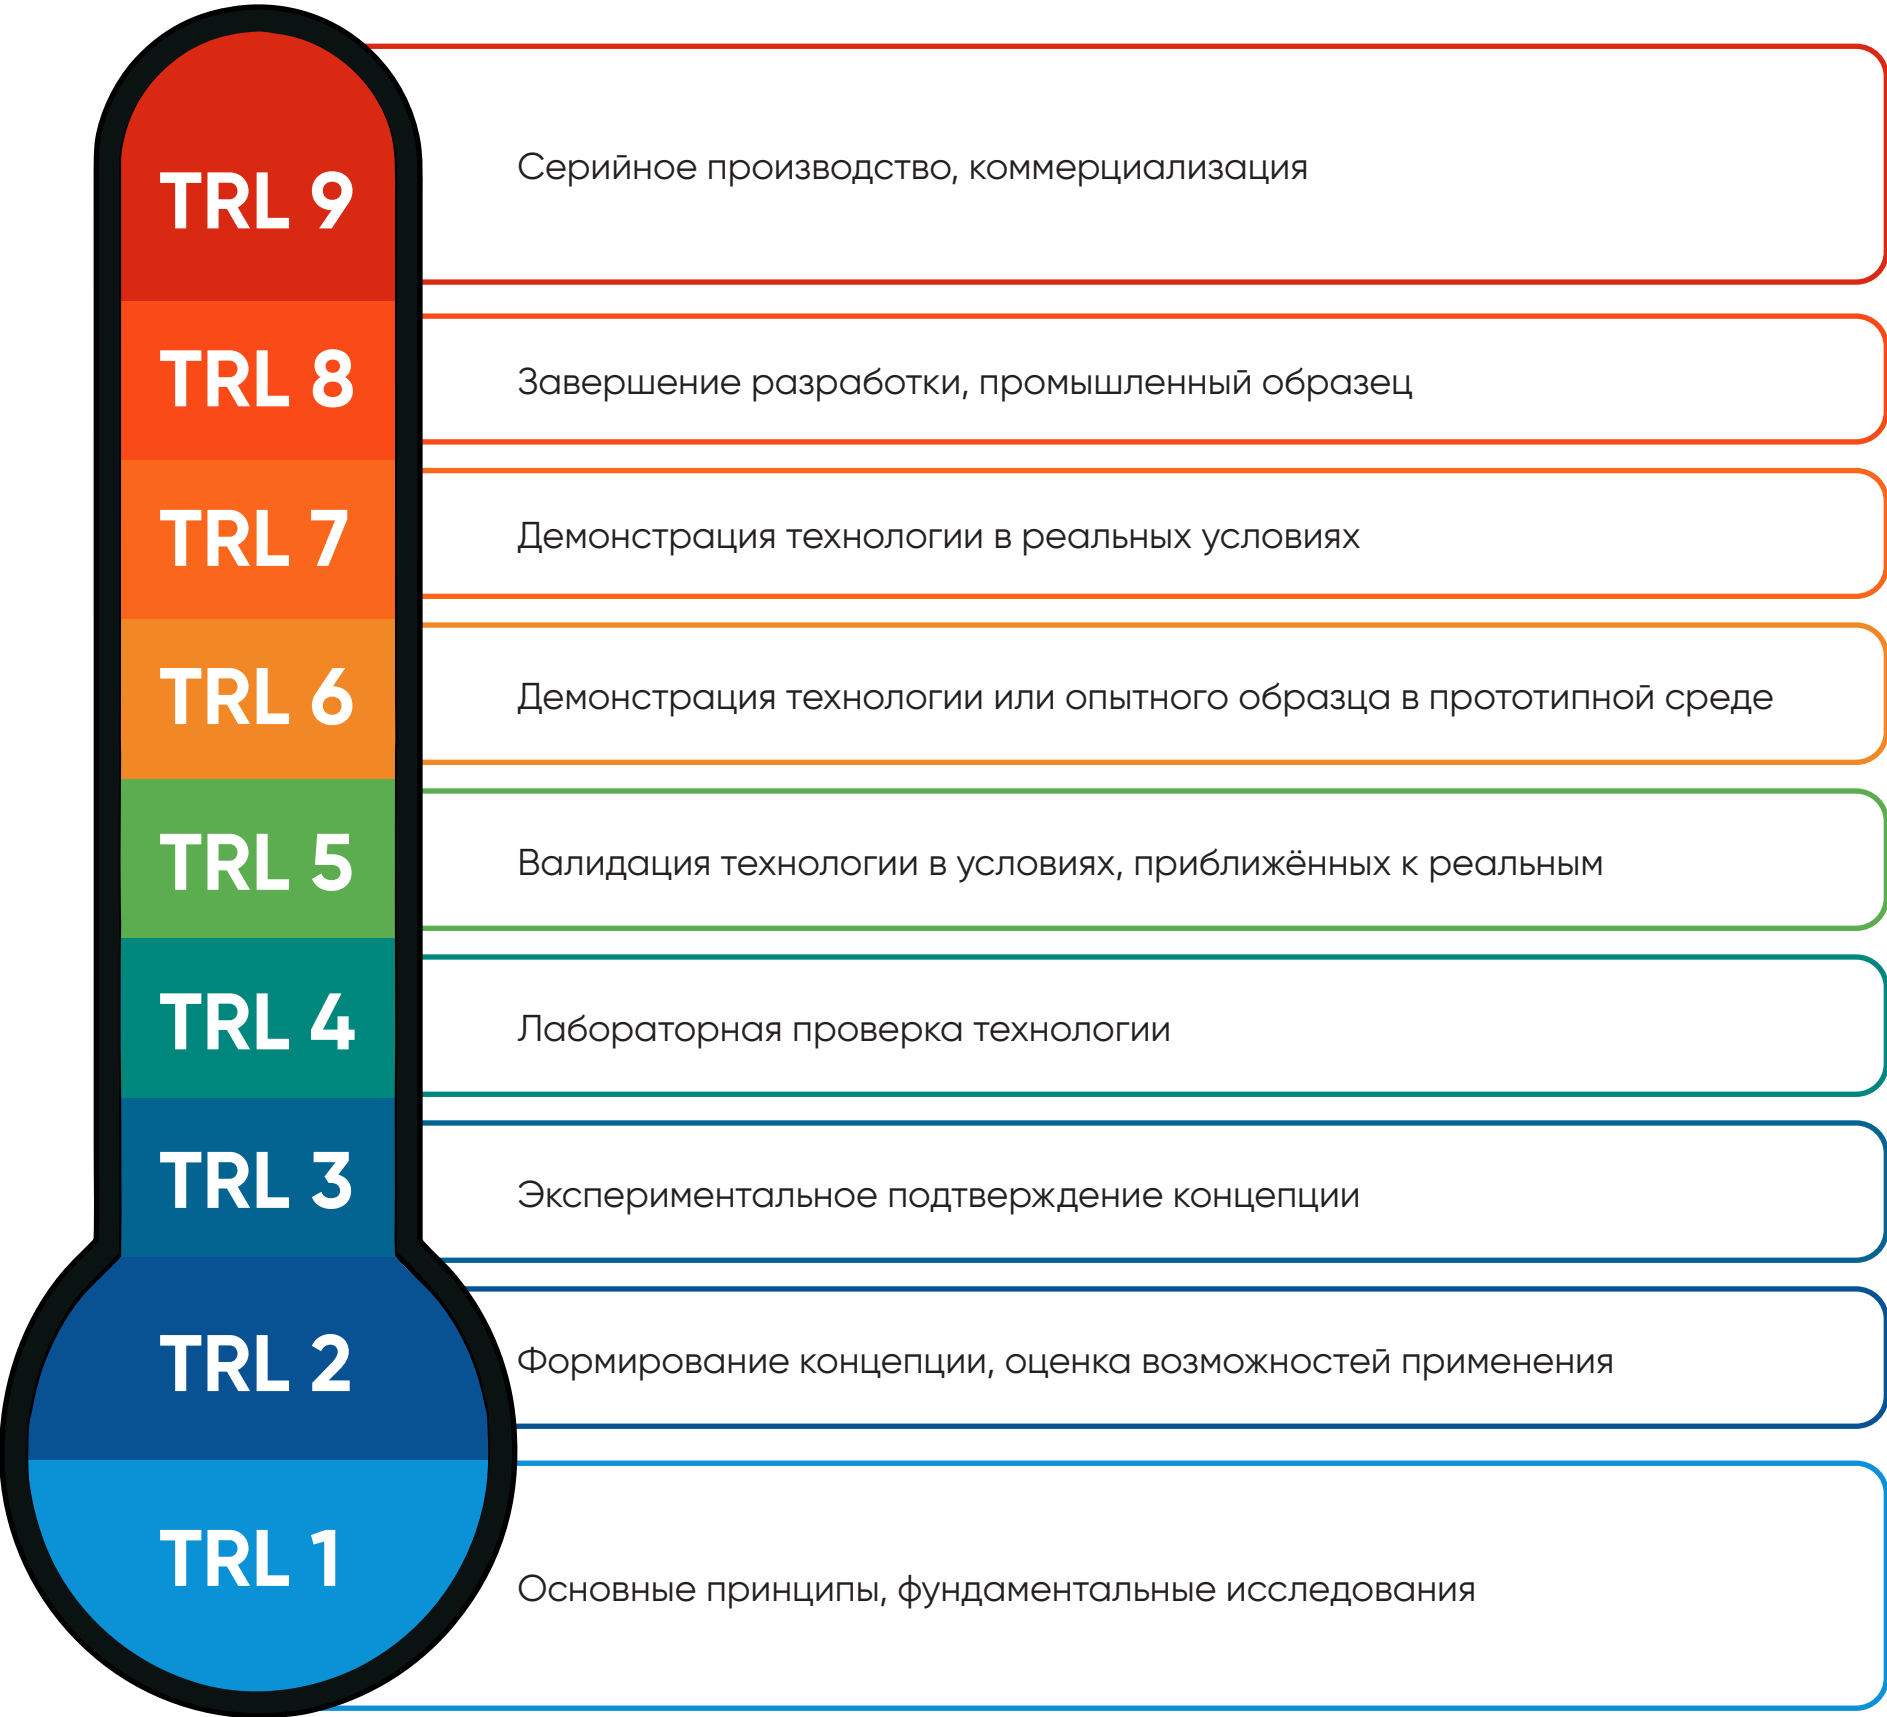 TRL 9
Серийное производство, коммерциализация
TRL 8
Завершение разработки, промышленный образец
TRL 7
Демонстрация технологии в реальных условиях
TRL 6
Демонстрация технологии или опытного образца в прототипной среде
TRL 5
Валидация технологии в условиях, приближённых к реальным
TRL 4
Лабораторная проверка технологии
TRL 3
Экспериментальное подтверждение концепции
TRL 2
Формирование концепции, оценка возможностей применения
TRL 1
Основные принципы, фундаментальные исследования